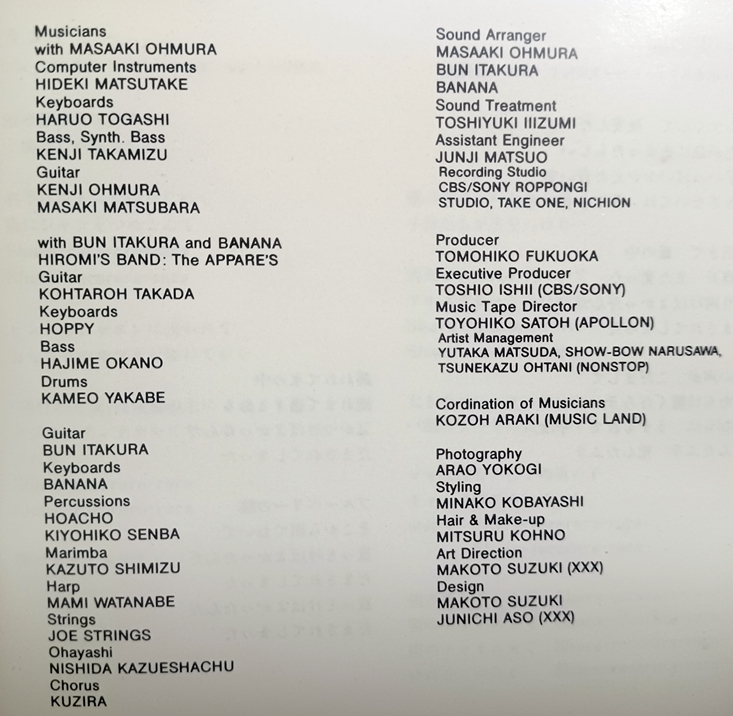 Musicians
with MASAAKI OHMURA
Computer Instruments
HIDEKI MATSUTAKE
Keyboards
HARUO TOGASHI
Bass, Synth. Bass
KENJI TAKAMIZU
Guitar
KENJI OHMURA
MASAKI MATSUBARA
with BUN ITAKURA and BANANA
HIROMI'S BAND: The APPARE'S
Guitar
KOHTAROH TAKADA
Keyboards
HOPPY
Bass
HAJIME OKANO
Drums
KAMEO YAKABE
Guitar
BUN ITAKURA
Keyboards
BANANA
Percussions
HOACHO
KIYOHIKO SENBA
Marimba
KAZUTO SHIMIZU
Harp
MAMI WATANABE
Strings
JOE STRINGS
Ohayashi
NISHIDA KAZUESHACHU
Chorus
KUZIRA
Sound Arranger
MASAAKI OHMURA
BUN ITAKURA
BANANA
Sound Treatment
TOSHIYUKI IIIZUMI
Assistant Engineer
JUNJI MATSUO
Recording Studio
CBS/SONY ROPPONGI
STUDIO, TAKE ONE, NICHION
Producer
TOMOHIKO FUKUOKA
Executive Producer
TOSHIO ISHII (CBS/SONY)
Music Tape Director
TOYOHIKO SATOH (APOLLON)
Artist Management
YUTAKA MATSUDA, SHOW-BOW NARUSAWA,
TSUNEKAZU OHTANI (NONSTOP)
Cordination of Musicians
KOZOH ARAKI (MUSIC LAND)
Photography
ARAO YOKOGI
Styling
MINAKO KOBAYASHI
Hair & Make-up
MITSURU KOHNO
Art Direction
MAKOTO SUZUKI (XXX)
Design
MAKOTO SUZUKI
JUNICHI ASO (XXX)